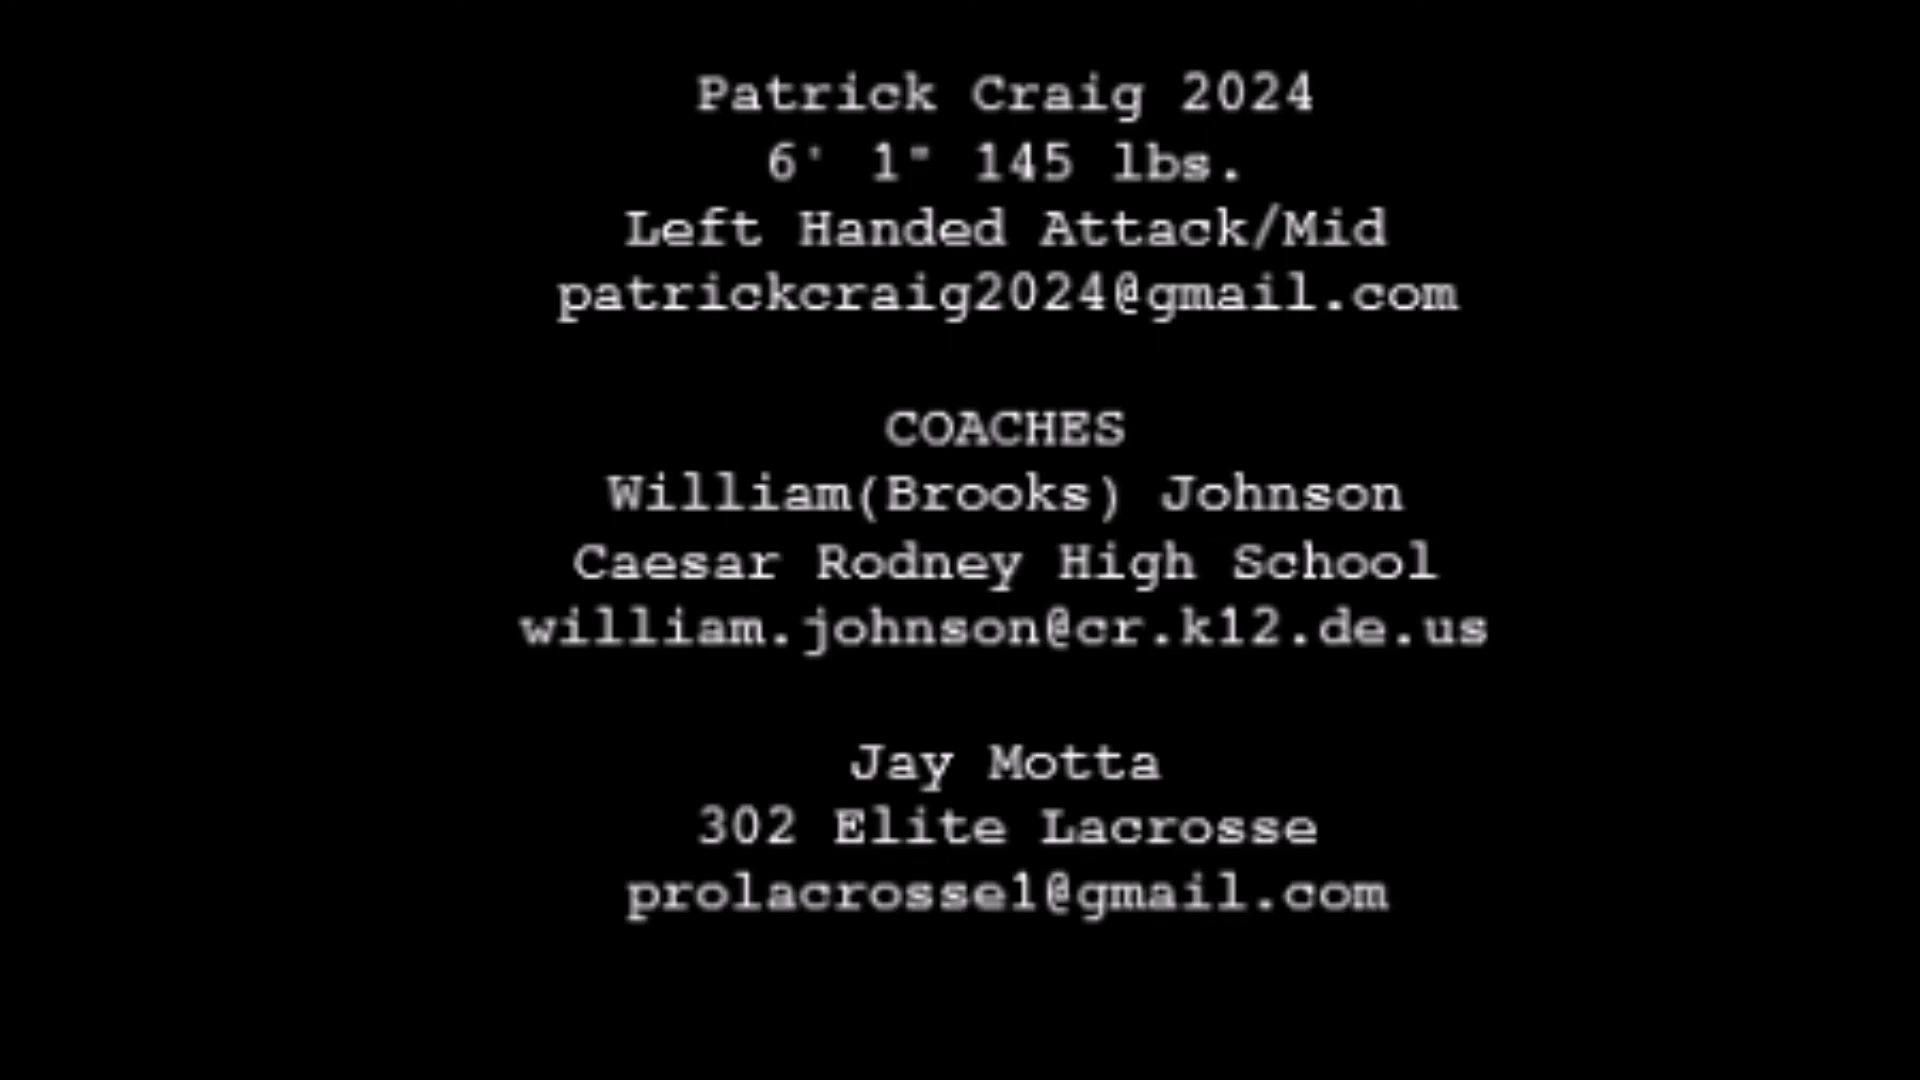 Patrick Craig 2024
6' 1" 145 lbs.
Left Handed Attack/Mid
patrickcraig2024@gmail.com
COACHES
William(Brooks) Johnson
Caesar Rodney High School
william.johnson@cr.k12.de.us
Jay Motta
302 Elite Lacrosse
prolacrosse1@gmail.com